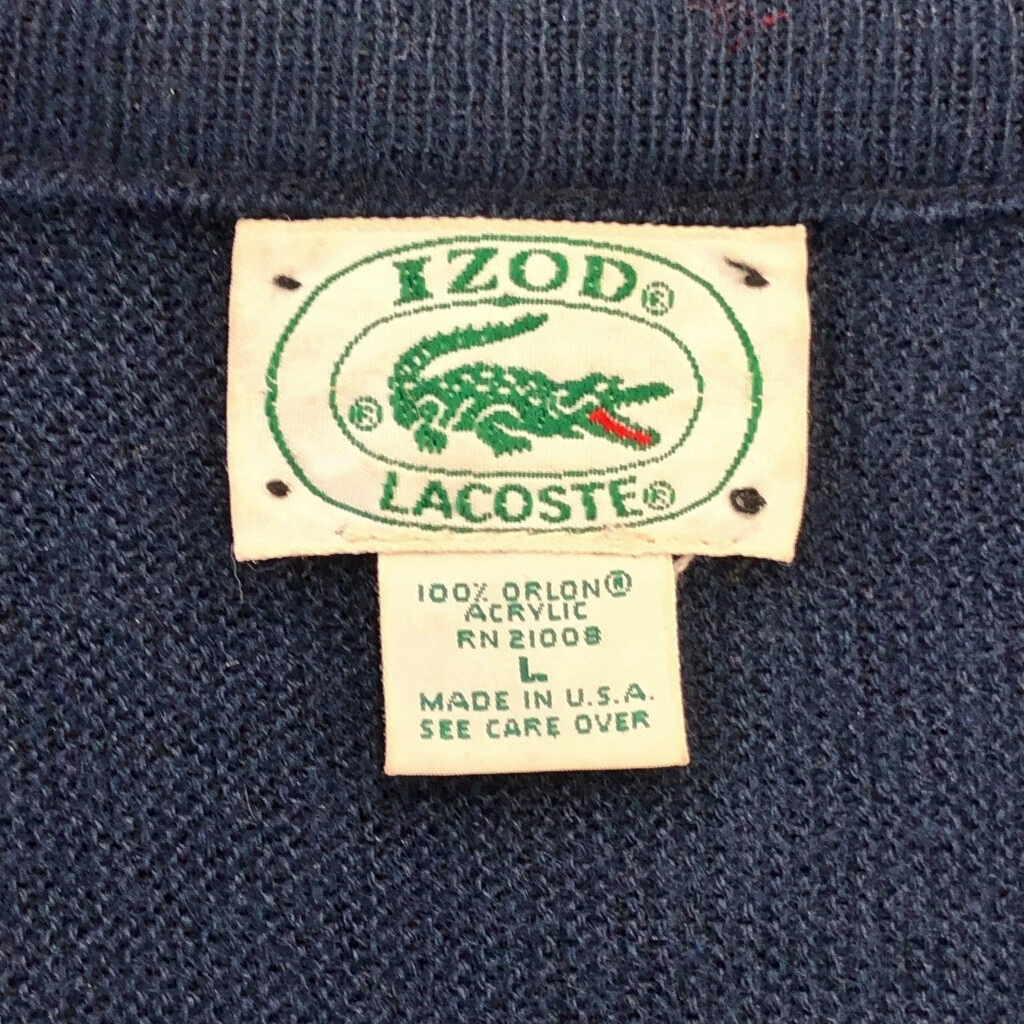 IZOD®
®
LACOSTE®
100% ORLON®
ACRYLIC
RN 21008
L
MADE IN U.S.A.
SEE CARE OVER